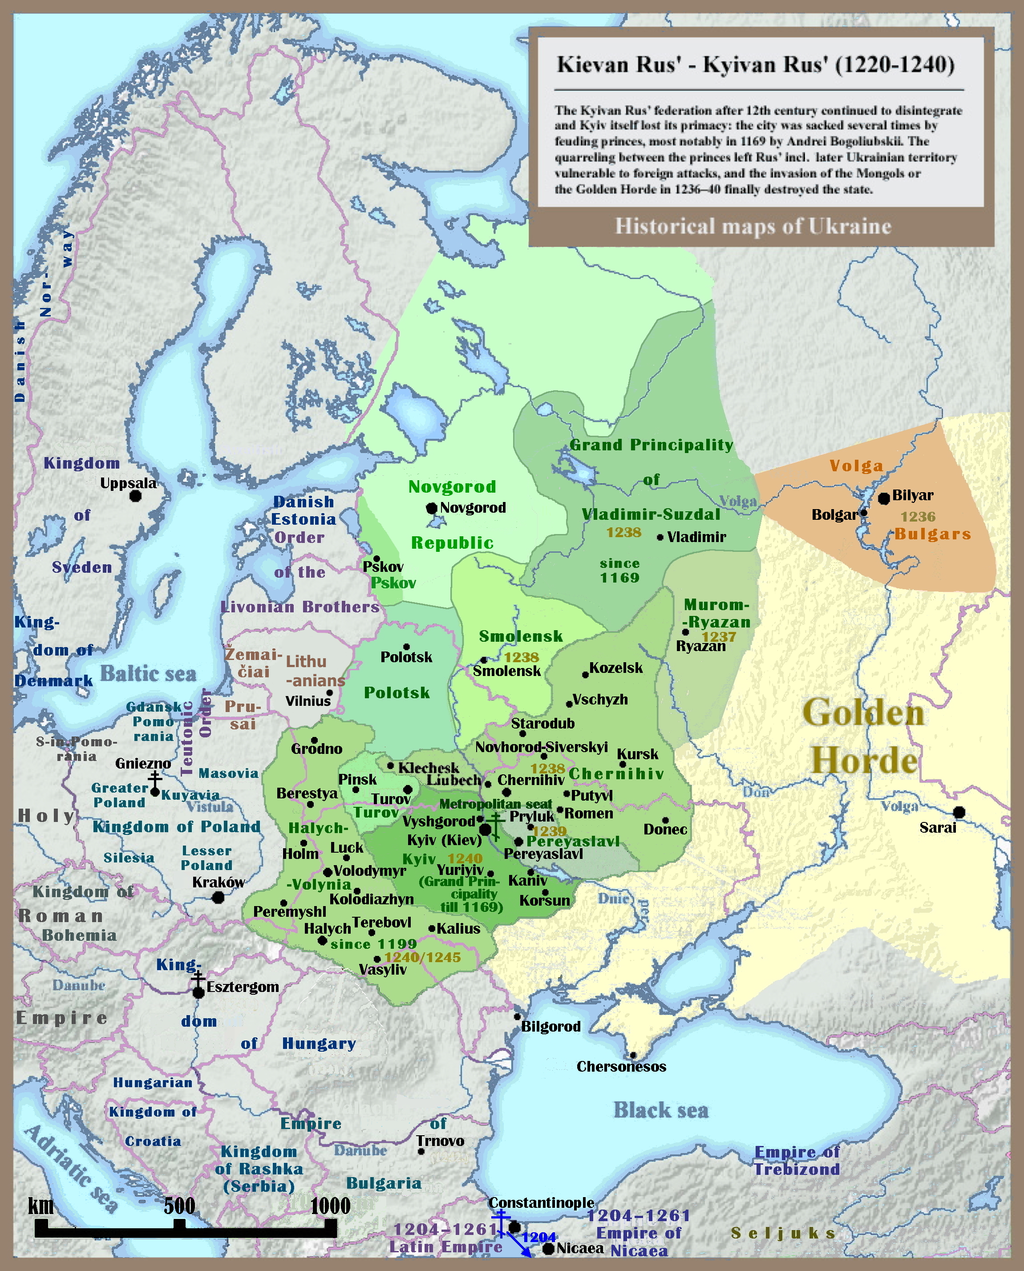 Kievan Rus' - Kyivan Rus' (1220-1240)
The Kyivan Rus' federation after 12th century continued to disintegrate
and Kyiv itself lost its primacy: the city was sacked several times by
feuding princes, most notably in 1169 by Andrei Bogoliubskii. The
quarreling between the princes left Rus' incl. later Ukrainian territory
vulnerable to foreign attacks, and the invasion of the Mongols or
the Golden Horde in 1236–40 finally destroyed the state.
Historical maps of Ukraine
Danish
Nor-
way
Kingdom
of
Sveden
Uppsala
King-
dom of
Denmark
Baltic sea
Danish
Estonia
Order
of the
Livonian Brothers
Novgorod
Republic
Novgorod
Pskov
Pskov
Grand Principality
of
Vladimir-Suzdal
1238
Vladimir
since
1169
Volga
Volga
Bulgars
1236
Bilyar
Bolgar
Murom-
-Ryazan
1237
Ryazan
Smolensk
1238
Smolensk
Polotsk
Polotsk
Žemai-
čiai
Lithu
-anians
Vilnius
Pru-
sai
Teutonic
Order
Gdańsk
Pomo
rania
S-in-Pomo-
rania
Gniezno
Greater
Poland
Kuyavia
Masovia
Vistula
Kingdom of Poland
Silesia
Lesser
Poland
Kraków
Holy
Roman
Empire
Kingdom of
Bohemia
Golden
Horde
Don
Volga
Sarai
Kozelsk
Vschyzh
Starodub
Novhorod-Siverskyi
1238
Kursk
Chernihiv
Chernihiv
Liubech
Putyvl
Romen
Donec
Grodno
Klechesk
Pinsk
Turov
Turov
Berestya
Metropolitan seat
Vyshgorod
Kyiv (Kiev)
Pryluk
1239
Pereyaslavl
Pereyaslavl
Halych-
-Volynia
since 1199
1240/1245
Holm
Luck
Volodymyr
Kolodiazhyn
Peremyshl
Halych
Terebovl
Kalius
Vasyliv
Kyiv
1240
Yuriyiv
(Grand Prin-
cipality
till 1169)
Kaniv
Korsun
Dnie
per
King-
dom
of Hungary
Danube
Esztergom
Bilgorod
Chersonesos
Black sea
Hungarian
Kingdom of
Croatia
Adriatic sea
Kingdom
of Rashka
(Serbia)
Empire
of
Bulgaria
Danube
Trnovo
Empire of
Trebizond
Constantinople
1204
Nicaea
1204-1261
Latin Empire
1204-1261
Empire of
Nicaea
Seljuks
km
500
1000